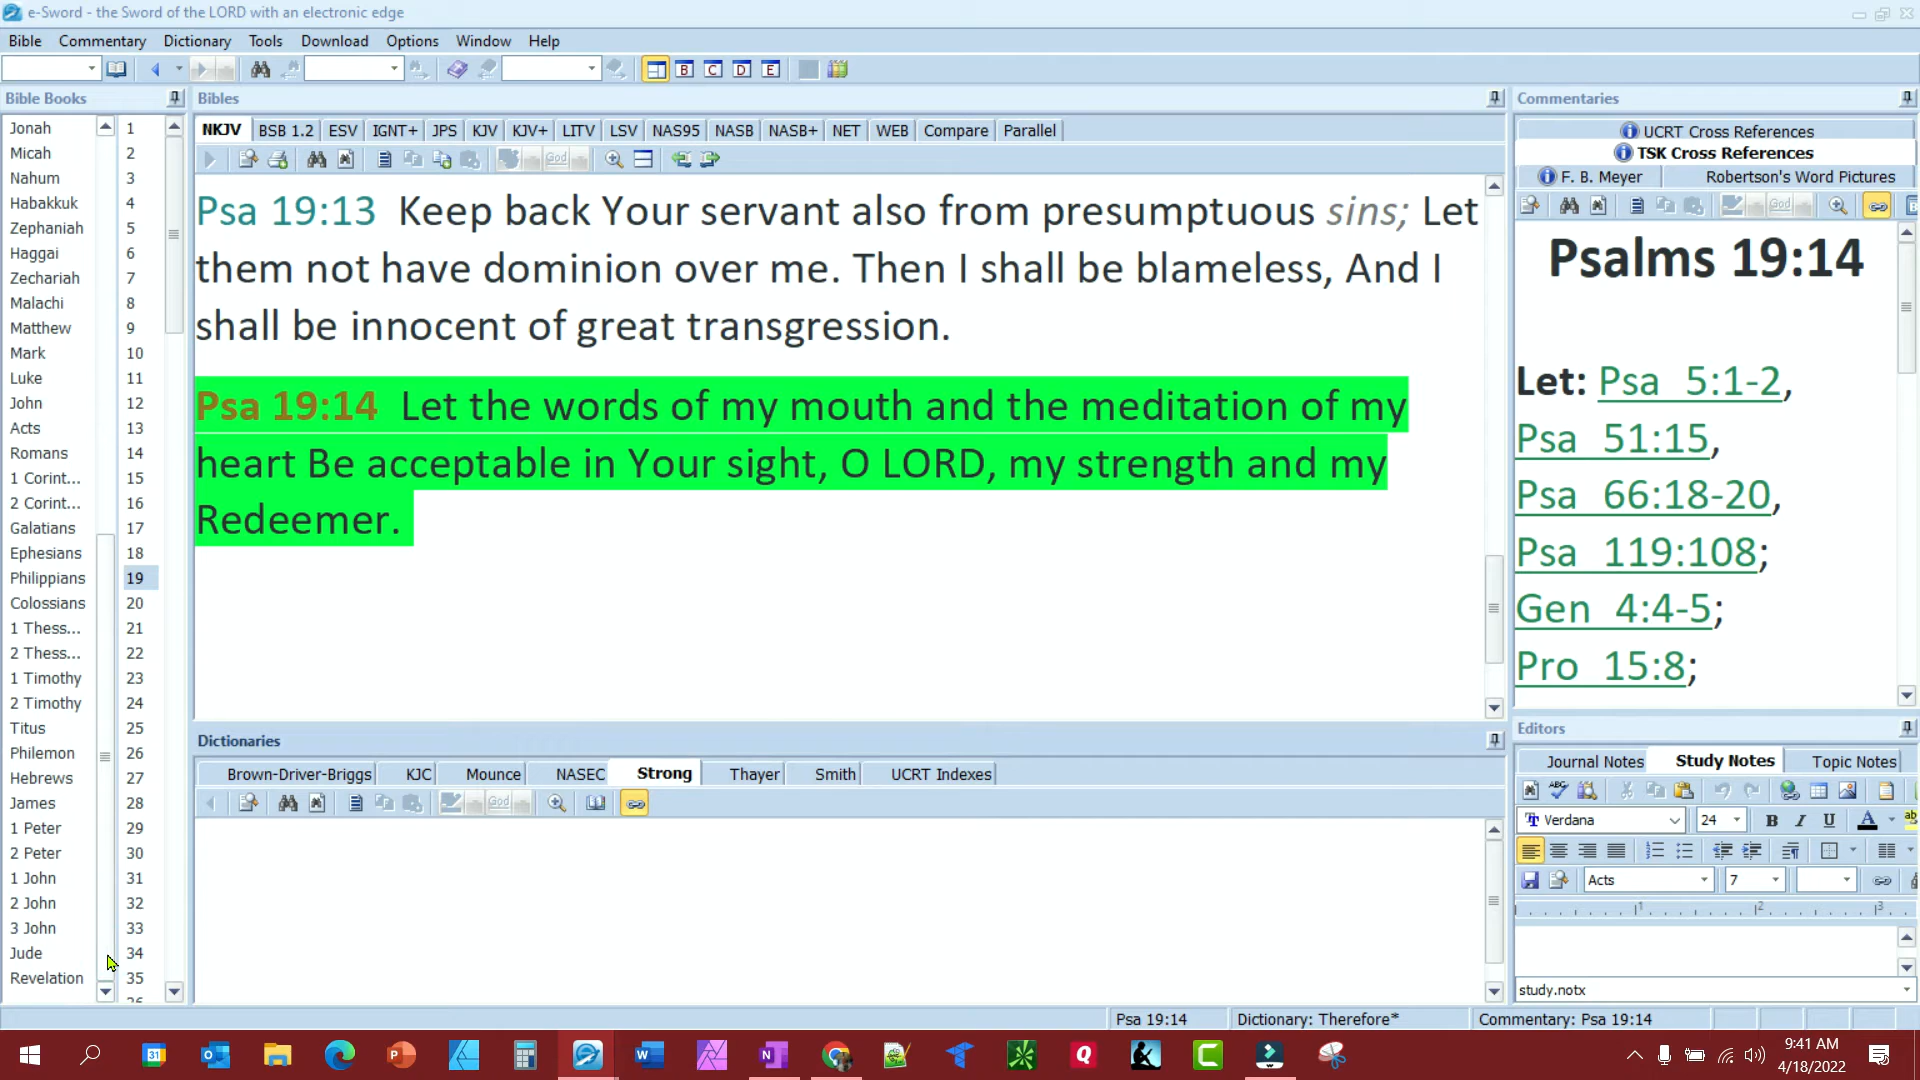 e-Sword - the Sword of the LORD with an electronic edge
Bible Commentary Dictionary Tools Download Options Window Help
B C D E
Bible Books
Jonah 1
Micah 2
Nahum 3
Habakkuk 4
Zephaniah 5
Haggai 6
Zechariah 7
Malachi 8
Matthew 9
Mark 10
Luke 11
John 12
Acts 13
Romans 14
1 Corint... 15
2 Corint... 16
Galatians 17
Ephesians 18
Philippians 19
Colossians 20
1 Thess... 21
2 Thess... 22
1 Timothy 23
2 Timothy 24
Titus 25
Philemon 26
Hebrews 27
James 28
1 Peter 29
2 Peter 30
1 John 31
2 John 32
3 John 33
Jude 34
Revelation 35
Bibles
NKJV BSB 1.2 ESV IGNT+ JPS KJV KJV+ LITV LSV NAS95 NASB NASB+ NET WEB Compare Parallel
God
Psa 19:13 Keep back Your servant also from presumptuous sins; Let
them not have dominion over me. Then I shall be blameless, And I
shall be innocent of great transgression.
Psa 19:14 Let the words of my mouth and the meditation of my
heart Be acceptable in Your sight, O LORD, my strength and my
Redeemer.
Dictionaries
Brown-Driver-Briggs KJC Mounce NASEC Strong Thayer Smith UCRT Indexes
God
Commentaries
UCRT Cross References
TSK Cross References
F. B. Meyer Robertson's Word Pictures
God
Psalms 19:14
Let: Psa 5:1-2,
Psa 51:15,
Psa 66:18-20,
Psa 119:108;
Gen 4:4-5;
Pro 15:8;
Editors
Journal Notes Study Notes Topic Notes
ABC
Verdana 24 B I U A ab
Acts 7
1 2 3
study.notx
Psa 19:14 Dictionary: Therefore* Commentary: Psa 19:14
9:41 AM
4/18/2022